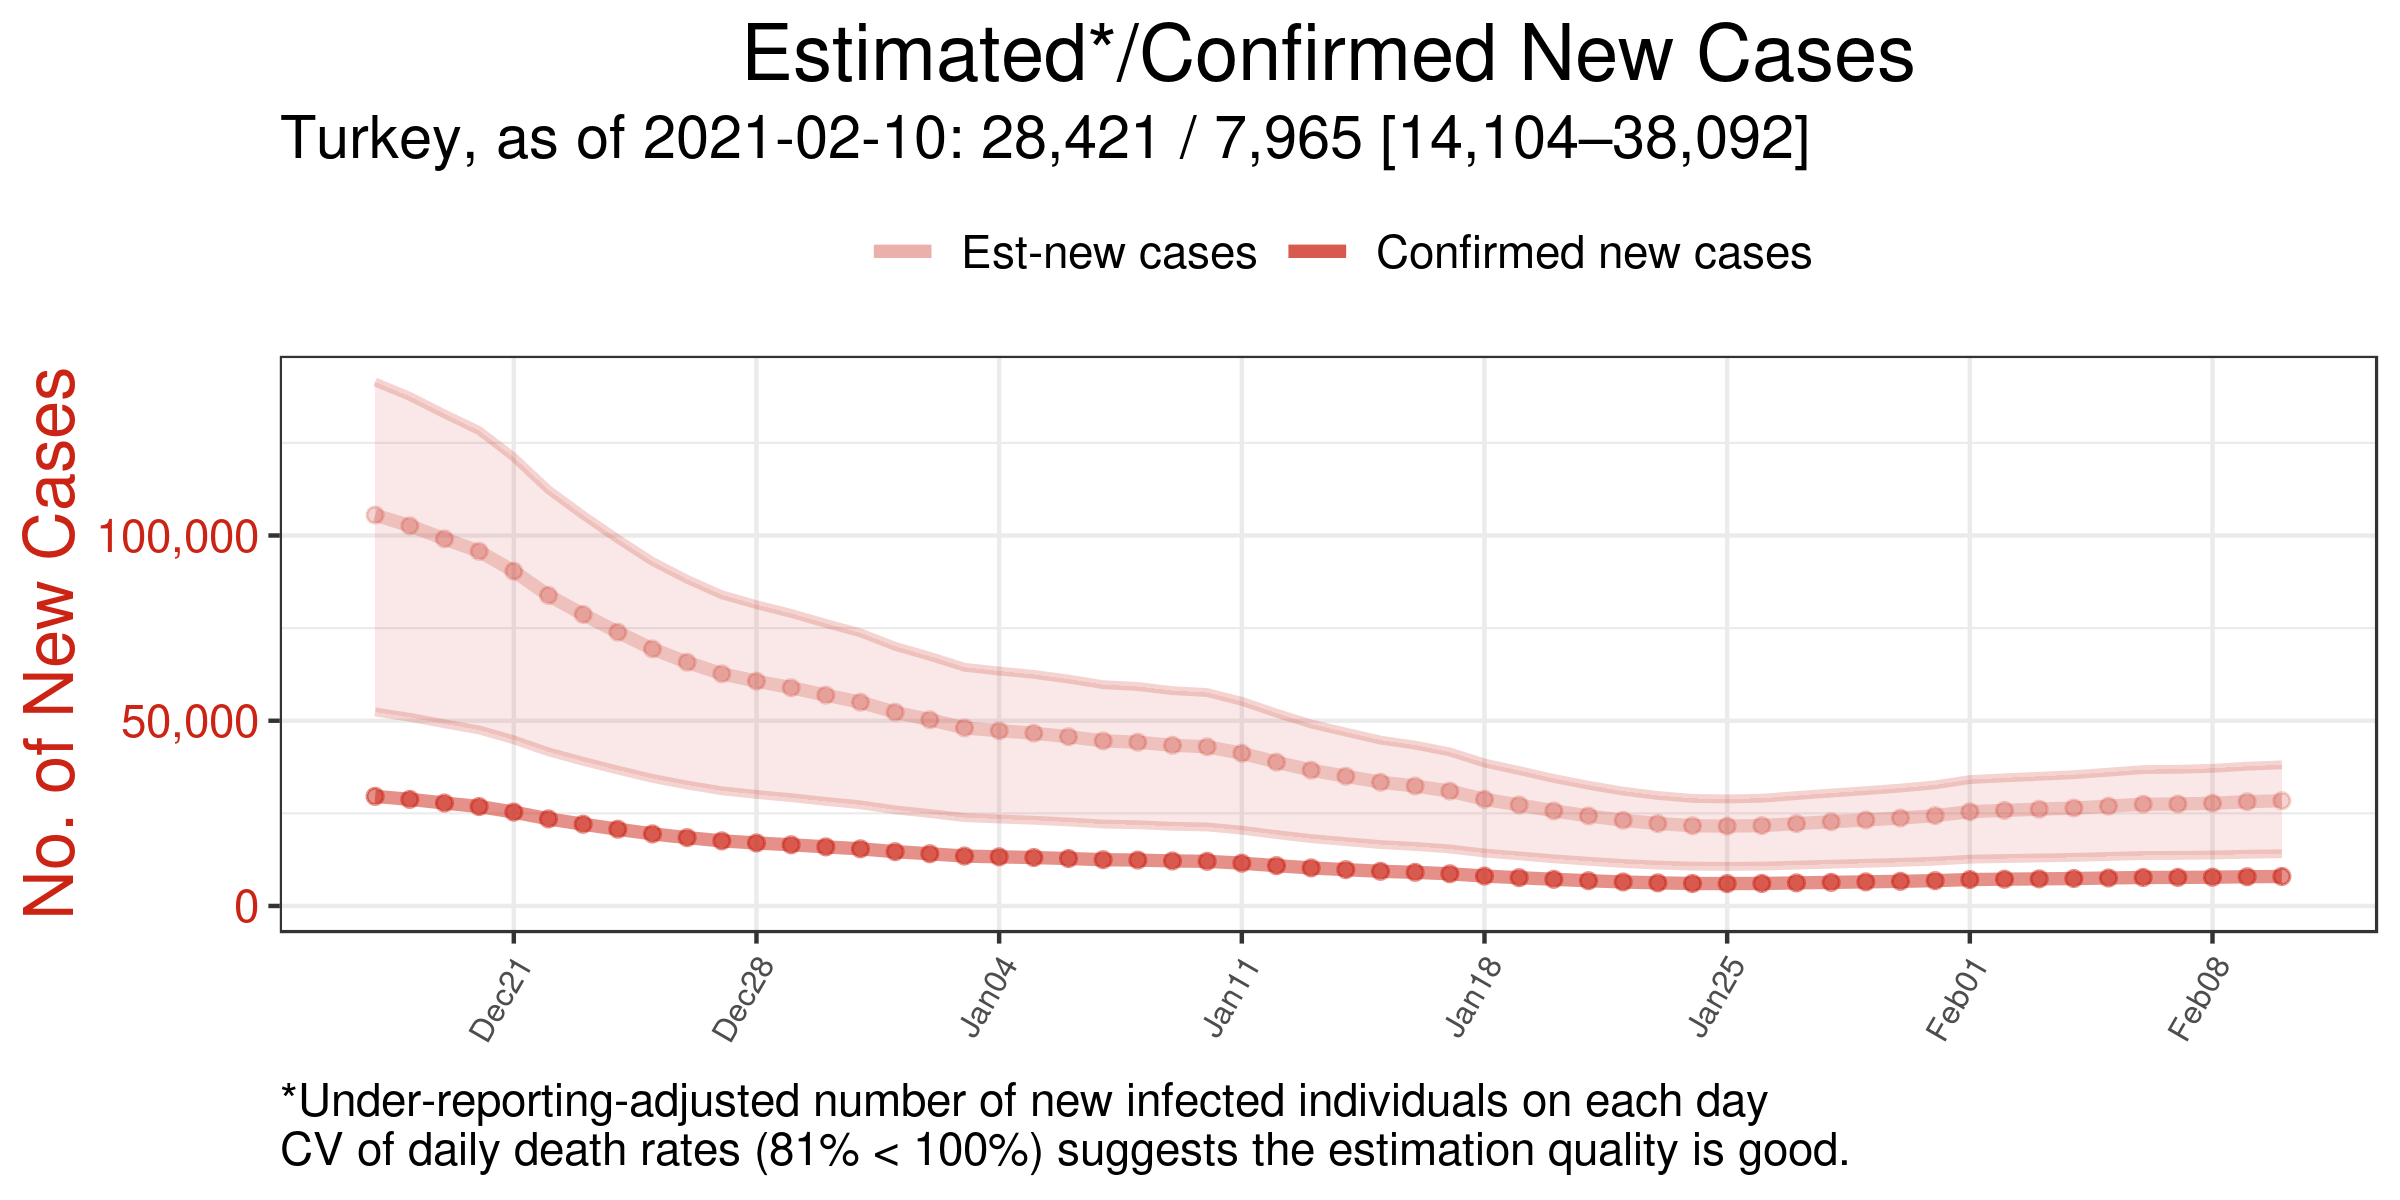 Estimated*/Confirmed New Cases
Turkey, as of 2021-02-10: 28,421 / 7,965 [14,104–38,092]
Est-new cases Confirmed new cases
No. of New Cases
100,000
50,000
0
Dec21 Dec28 Jan04 Jan11 Jan18 Jan25 Feb01 Feb08
*Under-reporting-adjusted number of new infected individuals on each day
CV of daily death rates (81% < 100%) suggests the estimation quality is good.